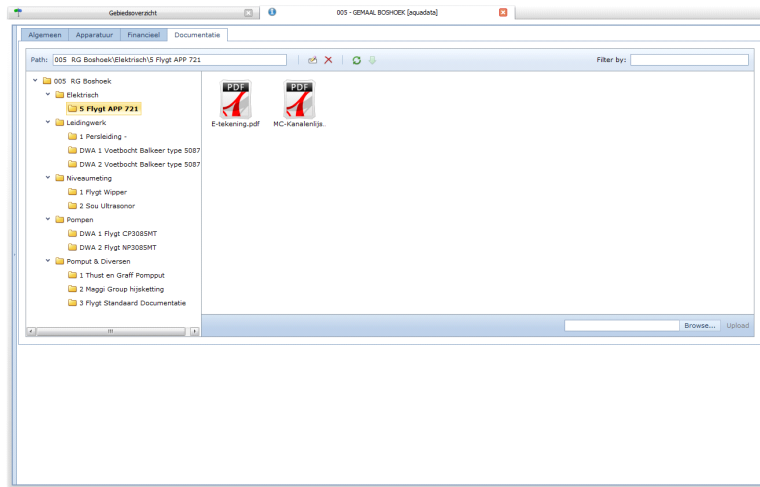 Gebiedsoverzicht
005 - GEMAAL BOSHOEK [aquadata]
Algemeen Apparatuur Financieel Documentatie
Path: 005 RG Boshoek\Elektrisch\5 Flygt APP 721
Filter by:
005 RG Boshoek
Elektrisch
5 Flygt APP 721
Leidingwerk
1 Persleiding -
DWA 1 Voetbocht Balkeer type 5087
DWA 2 Voetbocht Balkeer type 5087
Niveaumeting
1 Flygt Wipper
2 Sou Ultrasonor
Pompen
DWA 1 Flygt CP3085MT
DWA 2 Flygt NP3085MT
Pomput & Diversen
1 Thust en Graff Pompput
2 Maggi Group hijsketting
3 Flygt Standaard Documentatie
PDF
E-tekening.pdf
PDF
MC-Kanalenlijs..
Browse... Upload